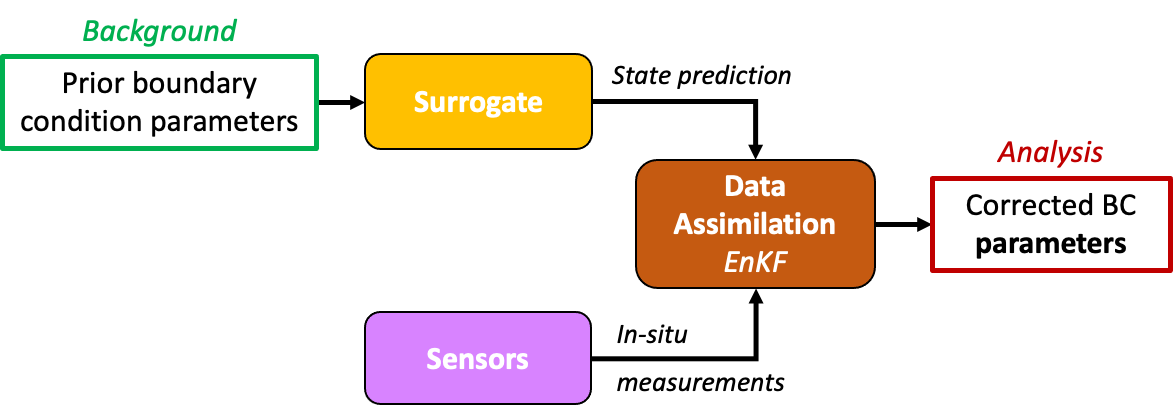 Background
Prior boundary
condition parameters
Surrogate
State prediction
Data
Assimilation
EnKF
Analysis
Corrected BC
parameters
Sensors
In-situ
measurements